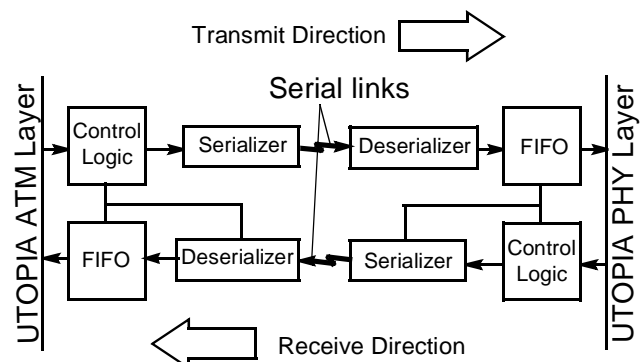 Transmit Direction
Serial links
UTOPIA ATM Layer
Control
Logic
Serializer
Deserializer
FIFO
UTOPIA PHY Layer
FIFO
Deserializer
Serializer
Control
Logic
Receive Direction